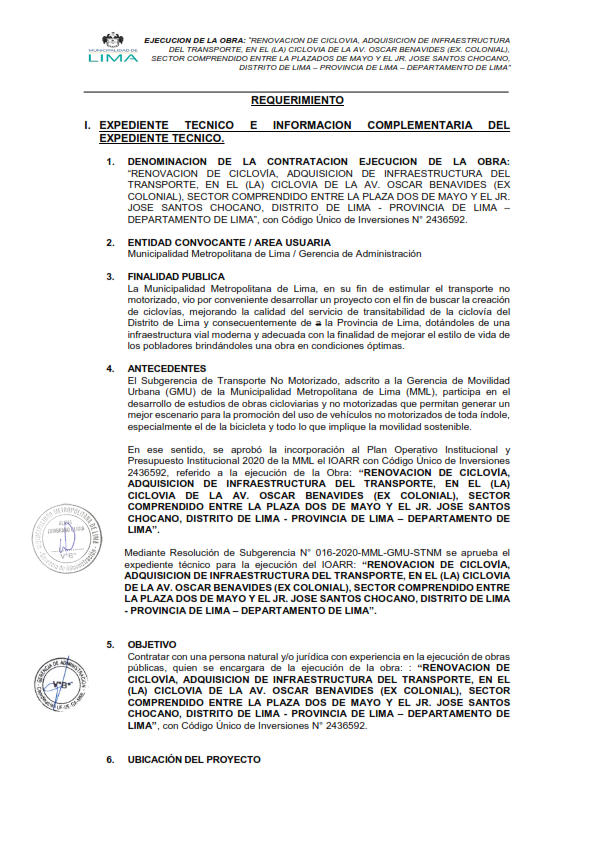 MUNICIPALIDAD DE
LIMA
EJECUCION DE LA OBRA: "RENOVACION DE CICLOVIA, ADQUISICION DE INFRAESTRUCTURA
DEL TRANSPORTE, EN EL (LA) CICLOVIA DE LA AV. OSCAR BENAVIDES (EX. COLONIAL),
SECTOR COMPRENDIDO ENTRE LA PLAZADOS DE MAYO Y EL JR. JOSE SANTOS CHOCANO,
DISTRITO DE LIMA – PROVINCIA DE LIMA – DEPARTAMENTO DE LIMA"
REQUERIMIENTO
I. EXPEDIENTE TECNICO E INFORMACION COMPLEMENTARIA DEL
EXPEDIENTE TECNICO.
1. DENOMINACION DE LA CONTRATACION EJECUCION DE LA OBRA:
"RENOVACION DE CICLOVÍA, ADQUISICION DE INFRAESTRUCTURA DEL
TRANSPORTE, EN EL (LA) CICLOVIA DE LA AV. OSCAR BENAVIDES (EX
COLONIAL), SECTOR COMPRENDIDO ENTRE LA PLAZA DOS DE MAYO Y EL JR.
JOSE SANTOS CHOCANO, DISTRITO DE LIMA - PROVINCIA DE LIMA –
DEPARTAMENTO DE LIMA", con Código Único de Inversiones N° 2436592.
2. ENTIDAD CONVOCANTE / AREA USUARIA
Municipalidad Metropolitana de Lima / Gerencia de Administración
3. FINALIDAD PUBLICA
La Municipalidad Metropolitana de Lima, en su fin de estimular el transporte no
motorizado, vio por conveniente desarrollar un proyecto con el fin de buscar la creación
de ciclovías, mejorando la calidad del servicio de transitabilidad de la ciclovía del
Distrito de Lima y consecuentemente de a la Provincia de Lima, dotándoles de una
infraestructura vial moderna y adecuada con la finalidad de mejorar el estilo de vida de
los pobladores brindándoles una obra en condiciones óptimas.
4. ANTECEDENTES
El Subgerencia de Transporte No Motorizado, adscrito a la Gerencia de Movilidad
Urbana (GMU) de la Municipalidad Metropolitana de Lima (MML), participa en el
desarrollo de estudios de obras cicloviarias y no motorizadas que permitan generar un
mejor escenario para la promoción del uso de vehículos no motorizados de toda índole,
especialmente el de la bicicleta y todo lo que implique la movilidad sostenible.
En ese sentido, se aprobó la incorporación al Plan Operativo Institucional y
Presupuesto Institucional 2020 de la MML el IOARR con Código Único de Inversiones
2436592, referido a la ejecución de la Obra: "RENOVACION DE CICLOVÍA,
ADQUISICION DE INFRAESTRUCTURA DEL TRANSPORTE, EN EL (LA)
CICLOVIA DE LA AV. OSCAR BENAVIDES (EX COLONIAL), SECTOR
COMPRENDIDO ENTRE LA PLAZA DOS DE MAYO Y EL JR. JOSE SANTOS
CHOCANO, DISTRITO DE LIMA - PROVINCIA DE LIMA – DEPARTAMENTO DE
LIMA".
Mediante Resolución de Subgerencia N° 016-2020-MML-GMU-STNM se aprueba el
expediente técnico para la ejecución del IOARR: "RENOVACION DE CICLOVÍA,
ADQUISICION DE INFRAESTRUCTURA DEL TRANSPORTE, EN EL (LA) CICLOVIA
DE LA AV. OSCAR BENAVIDES (EX COLONIAL), SECTOR COMPRENDIDO ENTRE
LA PLAZA DOS DE MAYO Y EL JR. JOSE SANTOS CHOCANO, DISTRITO DE LIMA
- PROVINCIA DE LIMA – DEPARTAMENTO DE LIMA".
5. OBJETIVO
Contratar con una persona natural y/o jurídica con experiencia en la ejecución de obras
públicas, quien se encargara de la ejecución de la obra: : "RENOVACION DE
CICLOVÍA, ADQUISICION DE INFRAESTRUCTURA DEL TRANSPORTE, EN EL
(LA) CICLOVIA DE LA AV. OSCAR BENAVIDES (EX COLONIAL), SECTOR
COMPRENDIDO ENTRE LA PLAZA DOS DE MAYO Y EL JR. JOSE SANTOS
CHOCANO, DISTRITO DE LIMA - PROVINCIA DE LIMA – DEPARTAMENTO DE
LIMA", con Código Único de Inversiones N° 2436592.
GERENCIA DE ADMINISTRACIÓN
V°B°
6. UBICACIÓN DEL PROYECTO